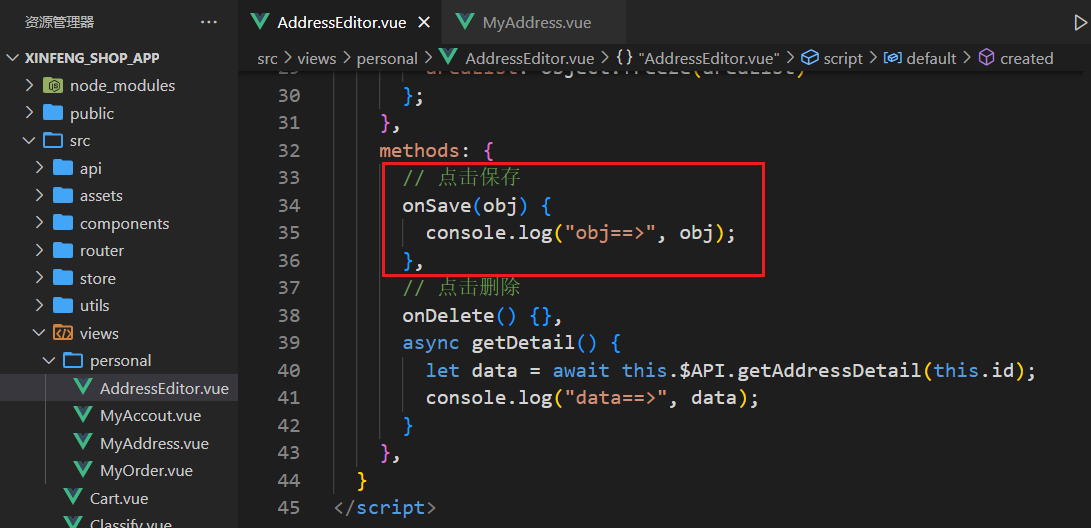 资源管理器 ···
XINFENG_SHOP_APP
node_modules
public
src
api
assets
components
router
store
utils
views
personal
AddressEditor.vue
MyAccout.vue
MyAddress.vue
MyOrder.vue
Cart.vue
Classify.vue
AddressEditor.vue × MyAddress.vue
src > views > personal > AddressEditor.vue > {} "AddressEditor.vue" > script > default > created
30 };
31 },
32 methods: {
33 // 点击保存
34 onSave(obj) {
35 console.log("obj==>", obj);
36 },
37 // 点击删除
38 onDelete() {},
39 async getDetail() {
40 let data = await this.$API.getAddressDetail(this.id);
41 console.log("data==>", data);
42 }
43 },
44 }
45 </script>